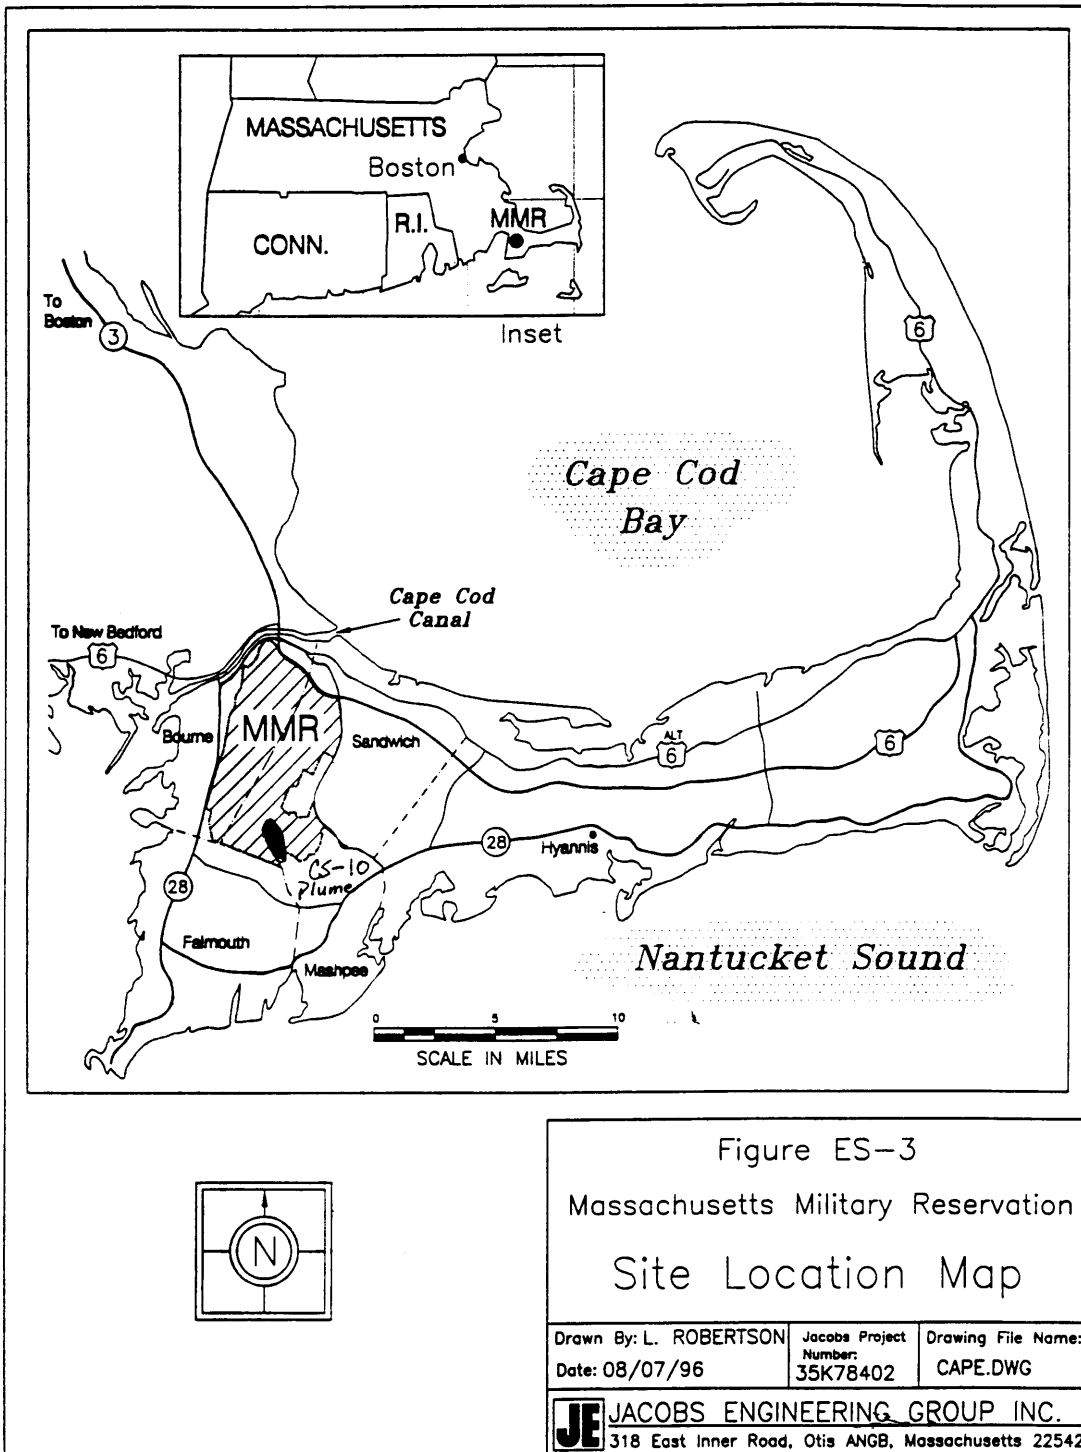 MASSACHUSETTS
Boston
MMR
R.I.
CONN.
Inset
To
Boston
3
6
Cape Cod
Bay
Cape Cod
Canal
To New Bedford
6
Bourne
MMR
Sandwich
ALT
6
6
28
Hyannis
CS-10
Plume
28
Falmouth
Mashpee
Nantucket Sound
0 5 10
SCALE IN MILES
N
Figure ES-3
Massachusetts Military Reservation
Site Location Map
Drawn By: L. ROBERTSON
Date: 08/07/96
Jacobs Project
Number:
35K78402
Drawing File Name:
CAPE.DWG
JE
JACOBS ENGINEERING GROUP INC.
318 East Inner Road, Otis ANGB, Massachusetts 22542